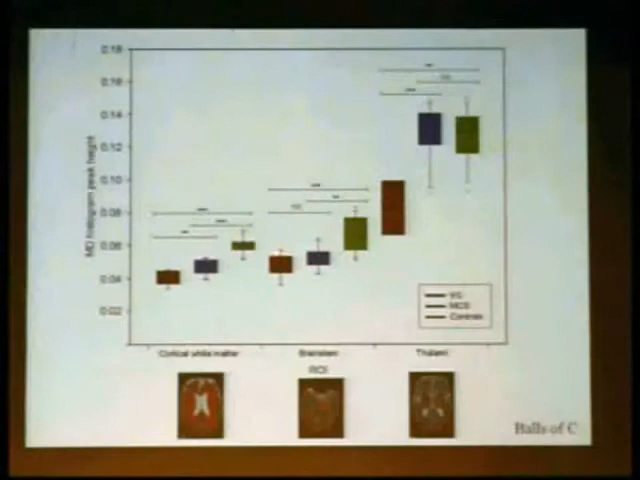 0.18
0.16
0.14
0.12
0.10
0.08
0.06
0.04
0.02
MD histogram peak height
VS
MCS
Controls
Cortical white matter
Brainstem
Thalami
ROI
Balls of C